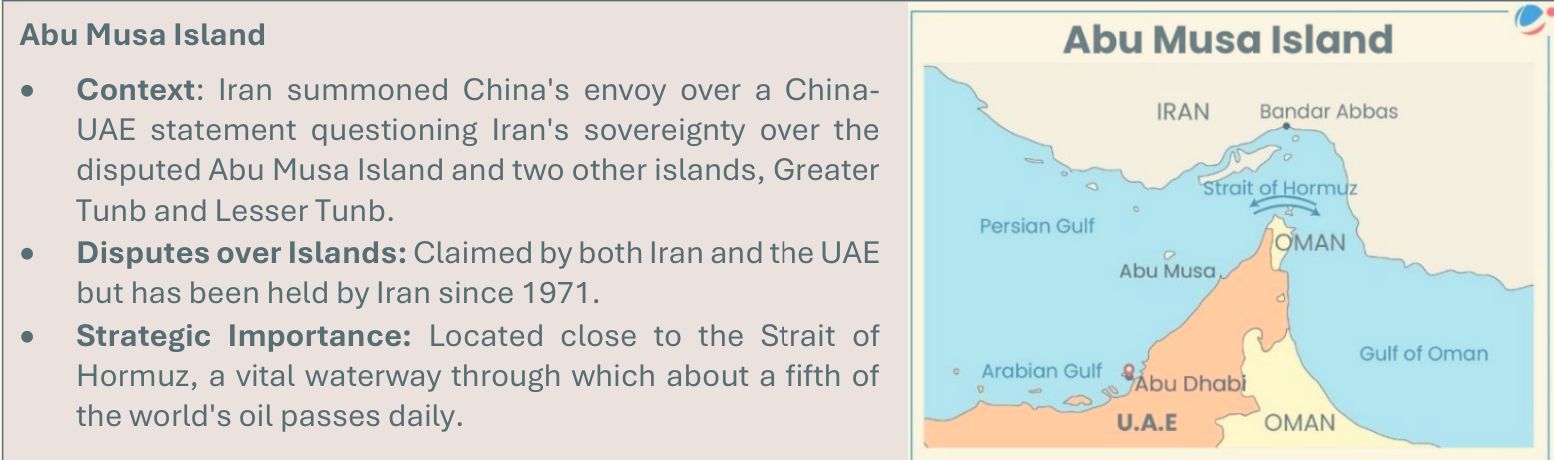 Abu Musa Island
• Context: Iran summoned China's envoy over a China-
UAE statement questioning Iran's sovereignty over the
disputed Abu Musa Island and two other islands, Greater
Tunb and Lesser Tunb.
• Disputes over Islands: Claimed by both Iran and the UAE
but has been held by Iran since 1971.
• Strategic Importance: Located close to the Strait of
Hormuz, a vital waterway through which about a fifth of
the world's oil passes daily.
Abu Musa Island
IRAN
Bandar Abbas
Strait of Hormuz
Persian Gulf
OMAN
Abu Musa
Gulf of Oman
Arabian Gulf
Abu Dhabi
U.A.E
OMAN